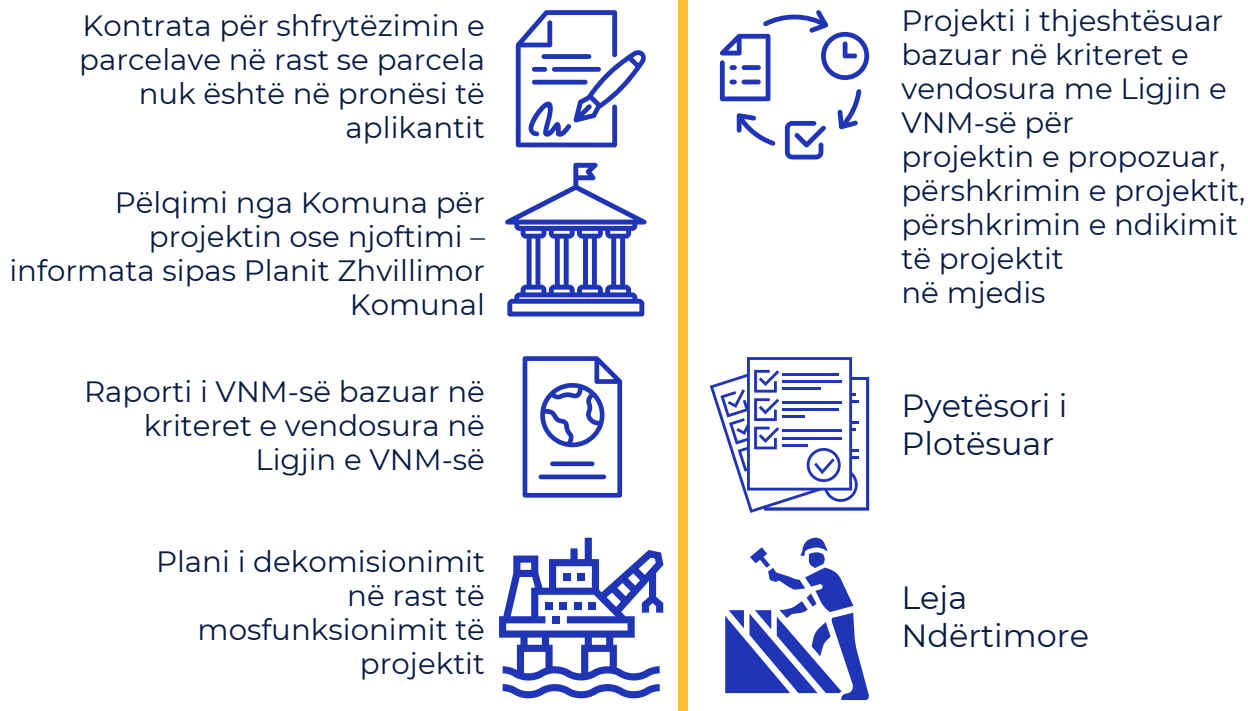 Kontrata për shfrytëzimin e
parcelave në rast se parcela
nuk është në pronësi të
aplikantit
Pëlqimi nga Komuna për
projektin ose njoftimi –
informata sipas Planit Zhvillimor
Komunal
Raporti i VNM-së bazuar në
kriteret e vendosura në
Ligjin e VNM-së
Plani i dekomisionimit
në rast të
mosfunksionimit të
projektit
Projekti i thjeshtësuar
bazuar në kriteret e
vendosura me Ligjin e
VNM-së për
projektin e propozuar,
përshkrimin e projektit,
përshkrimin e ndikimit
të projektit
në mjedis
Pyetësori i
Plotësuar
Leja
Ndërtimore